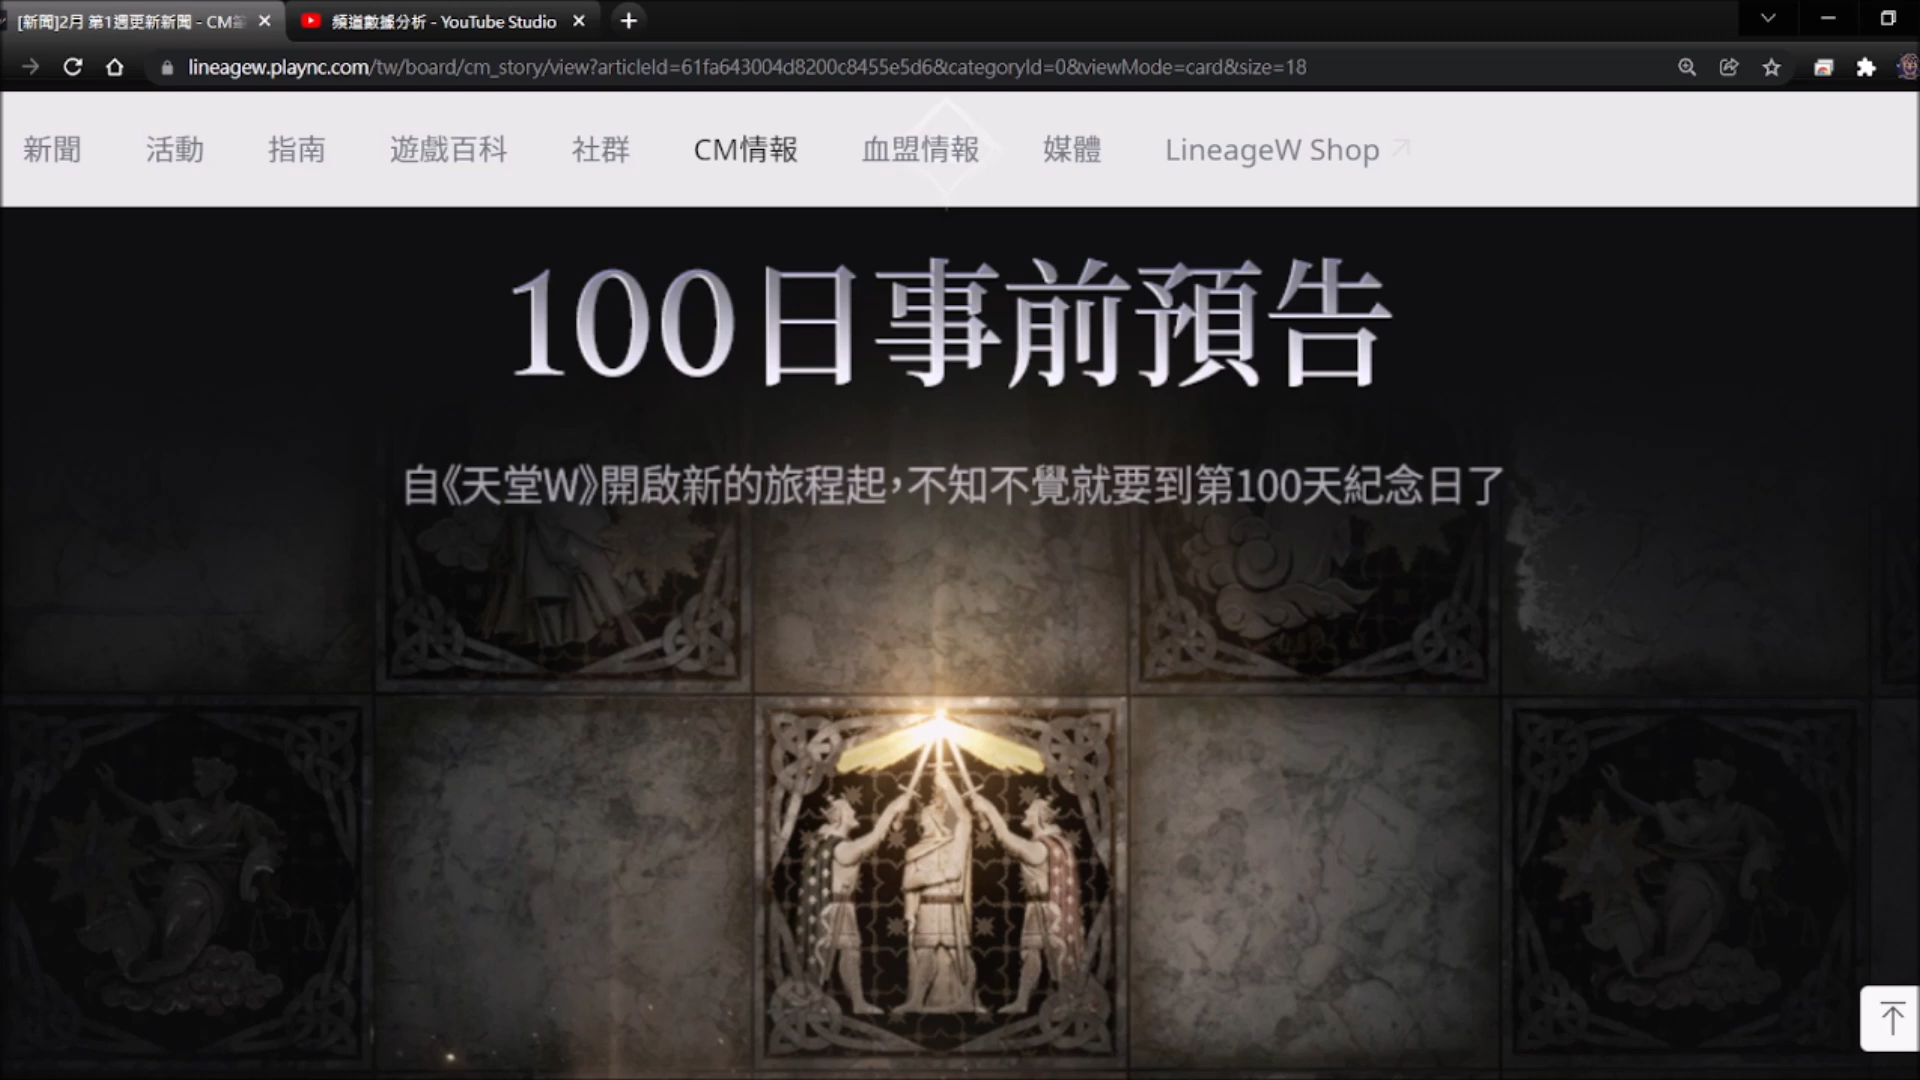 [新聞]2月 第1週更新新聞 - CM
頻道數據分析 - YouTube Studio
lineagew.plaync.com/tw/board/cm_story/view?articleId=61fa643004d8200c8455e5d6&categoryId=0&viewMode=card&size=18
新聞 活動 指南 遊戲百科 社群 CM情報 血盟情報 媒體 LineageW Shop
100日事前預告
自《天堂W》開啟新的旅程起,不知不覺就要到第100天紀念日了